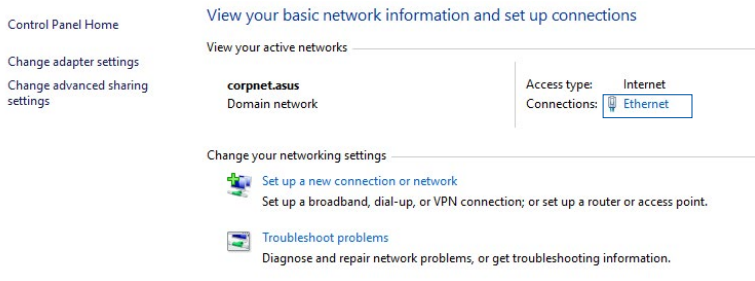 Control Panel Home
Change adapter settings
Change advanced sharing
settings
View your basic network information and set up connections
View your active networks
corpnet.asus
Domain network
Access type: Internet
Connections: Ethernet
Change your networking settings
Set up a new connection or network
Set up a broadband, dial-up, or VPN connection; or set up a router or access point.
Troubleshoot problems
Diagnose and repair network problems, or get troubleshooting information.